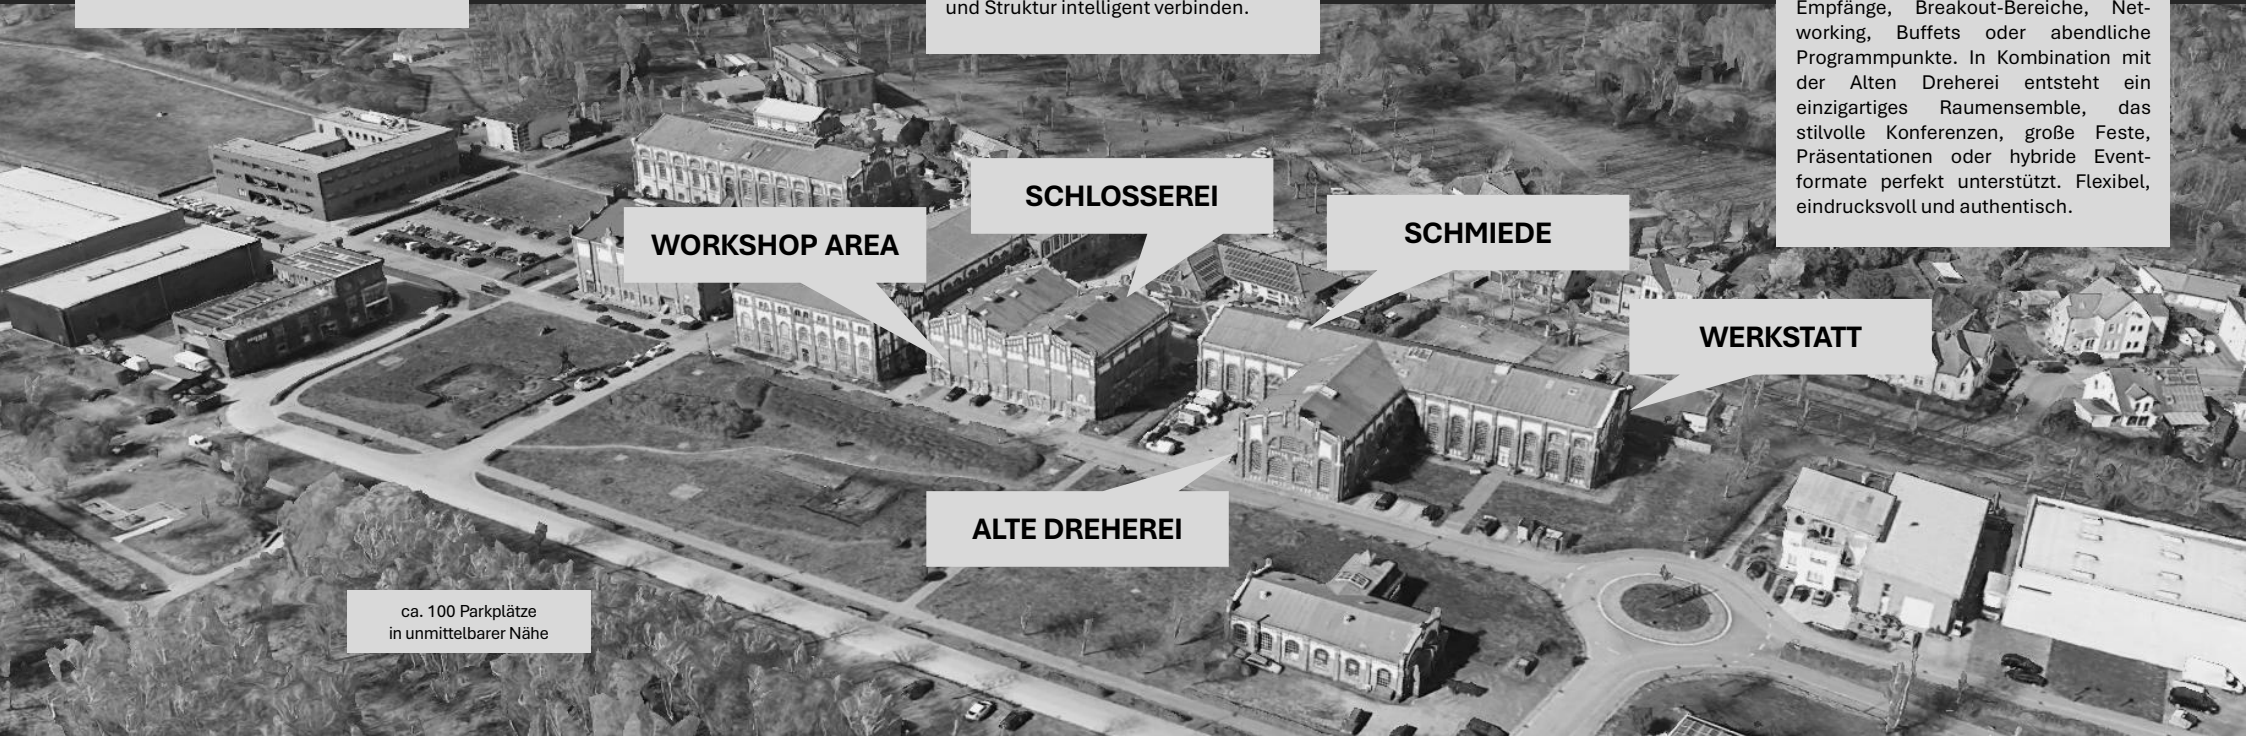 und Struktur intelligent verbinden.
Empfänge, Breakout-Bereiche, Net-
working, Buffets oder abendliche
Programmpunkte. In Kombination mit
der Alten Dreherei entsteht ein
einzigartiges Raumensemble, das
stilvolle Konferenzen, große Feste,
Präsentationen oder hybride Event-
formate perfekt unterstützt. Flexibel,
eindrucksvoll und authentisch.
SCHLOSSEREI
SCHMIEDE
WORKSHOP AREA
WERKSTATT
ALTE DREHEREI
ca. 100 Parkplätze
in unmittelbarer Nähe